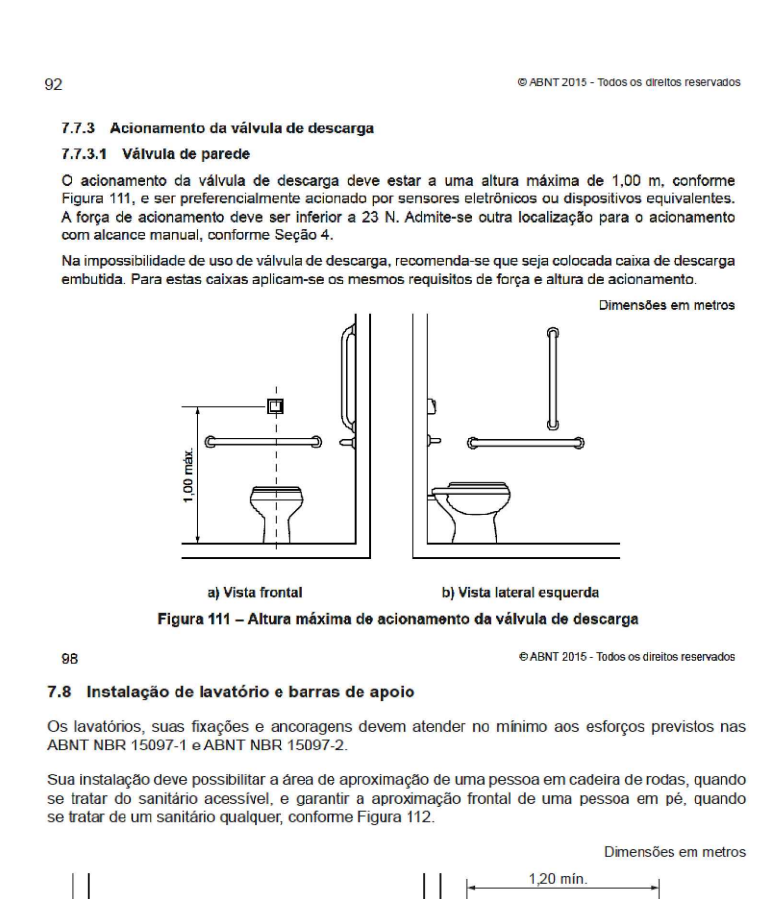 92
© ABNT 2015 - Todos os direitos reservados
7.7.3 Acionamento da válvula de descarga
7.7.3.1 Válvula de parede
O acionamento da válvula de descarga deve estar a uma altura máxima de 1,00 m, conforme
Figura 111, e ser preferencialmente acionado por sensores eletrônicos ou dispositivos equivalentes.
A força de acionamento deve ser inferior a 23 N. Admite-se outra localização para o acionamento
com alcance manual, conforme Seção 4.
Na impossibilidade de uso de válvula de descarga, recomenda-se que seja colocada caixa de descarga
embutida. Para estas caixas aplicam-se os mesmos requisitos de força e altura de acionamento.
Dimensões em metros
1,00 máx.
a) Vista frontal
b) Vista lateral esquerda
Figura 111 – Altura máxima de acionamento da válvula de descarga
98
© ABNT 2015 - Todos os direitos reservados
7.8 Instalação de lavatório e barras de apoio
Os lavatórios, suas fixações e ancoragens devem atender no mínimo aos esforços previstos nas
ABNT NBR 15097-1 e ABNT NBR 15097-2.
Sua instalação deve possibilitar a área de aproximação de uma pessoa em cadeira de rodas, quando
se tratar do sanitário acessível, e garantir a aproximação frontal de uma pessoa em pé, quando
se tratar de um sanitário qualquer, conforme Figura 112.
Dimensões em metros
1,20 mín.